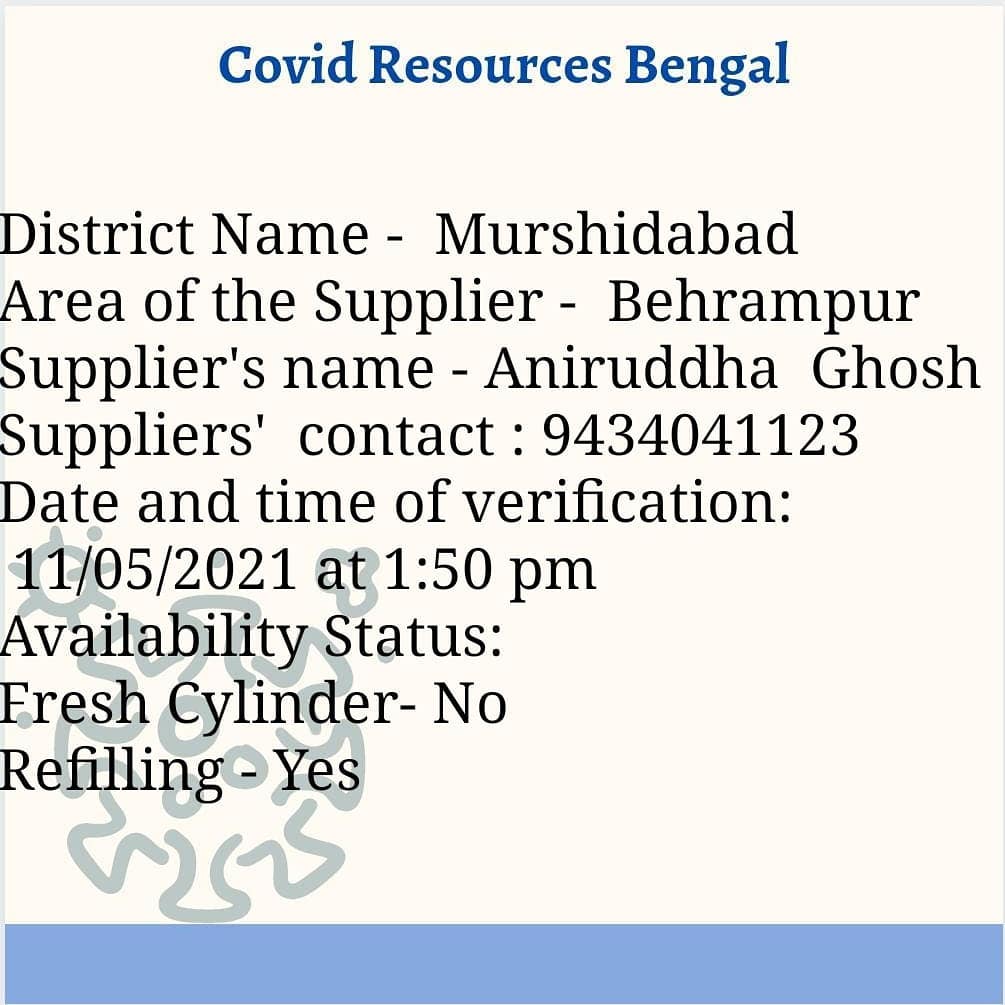 Covid Resources Bengal
District Name - Murshidabad
Area of the Supplier - Behrampur
Supplier's name - Aniruddha Ghosh
Suppliers' contact : 9434041123
Date and time of verification:
11/05/2021 at 1:50 pm
Availability Status:
Fresh Cylinder- No
Refilling - Yes